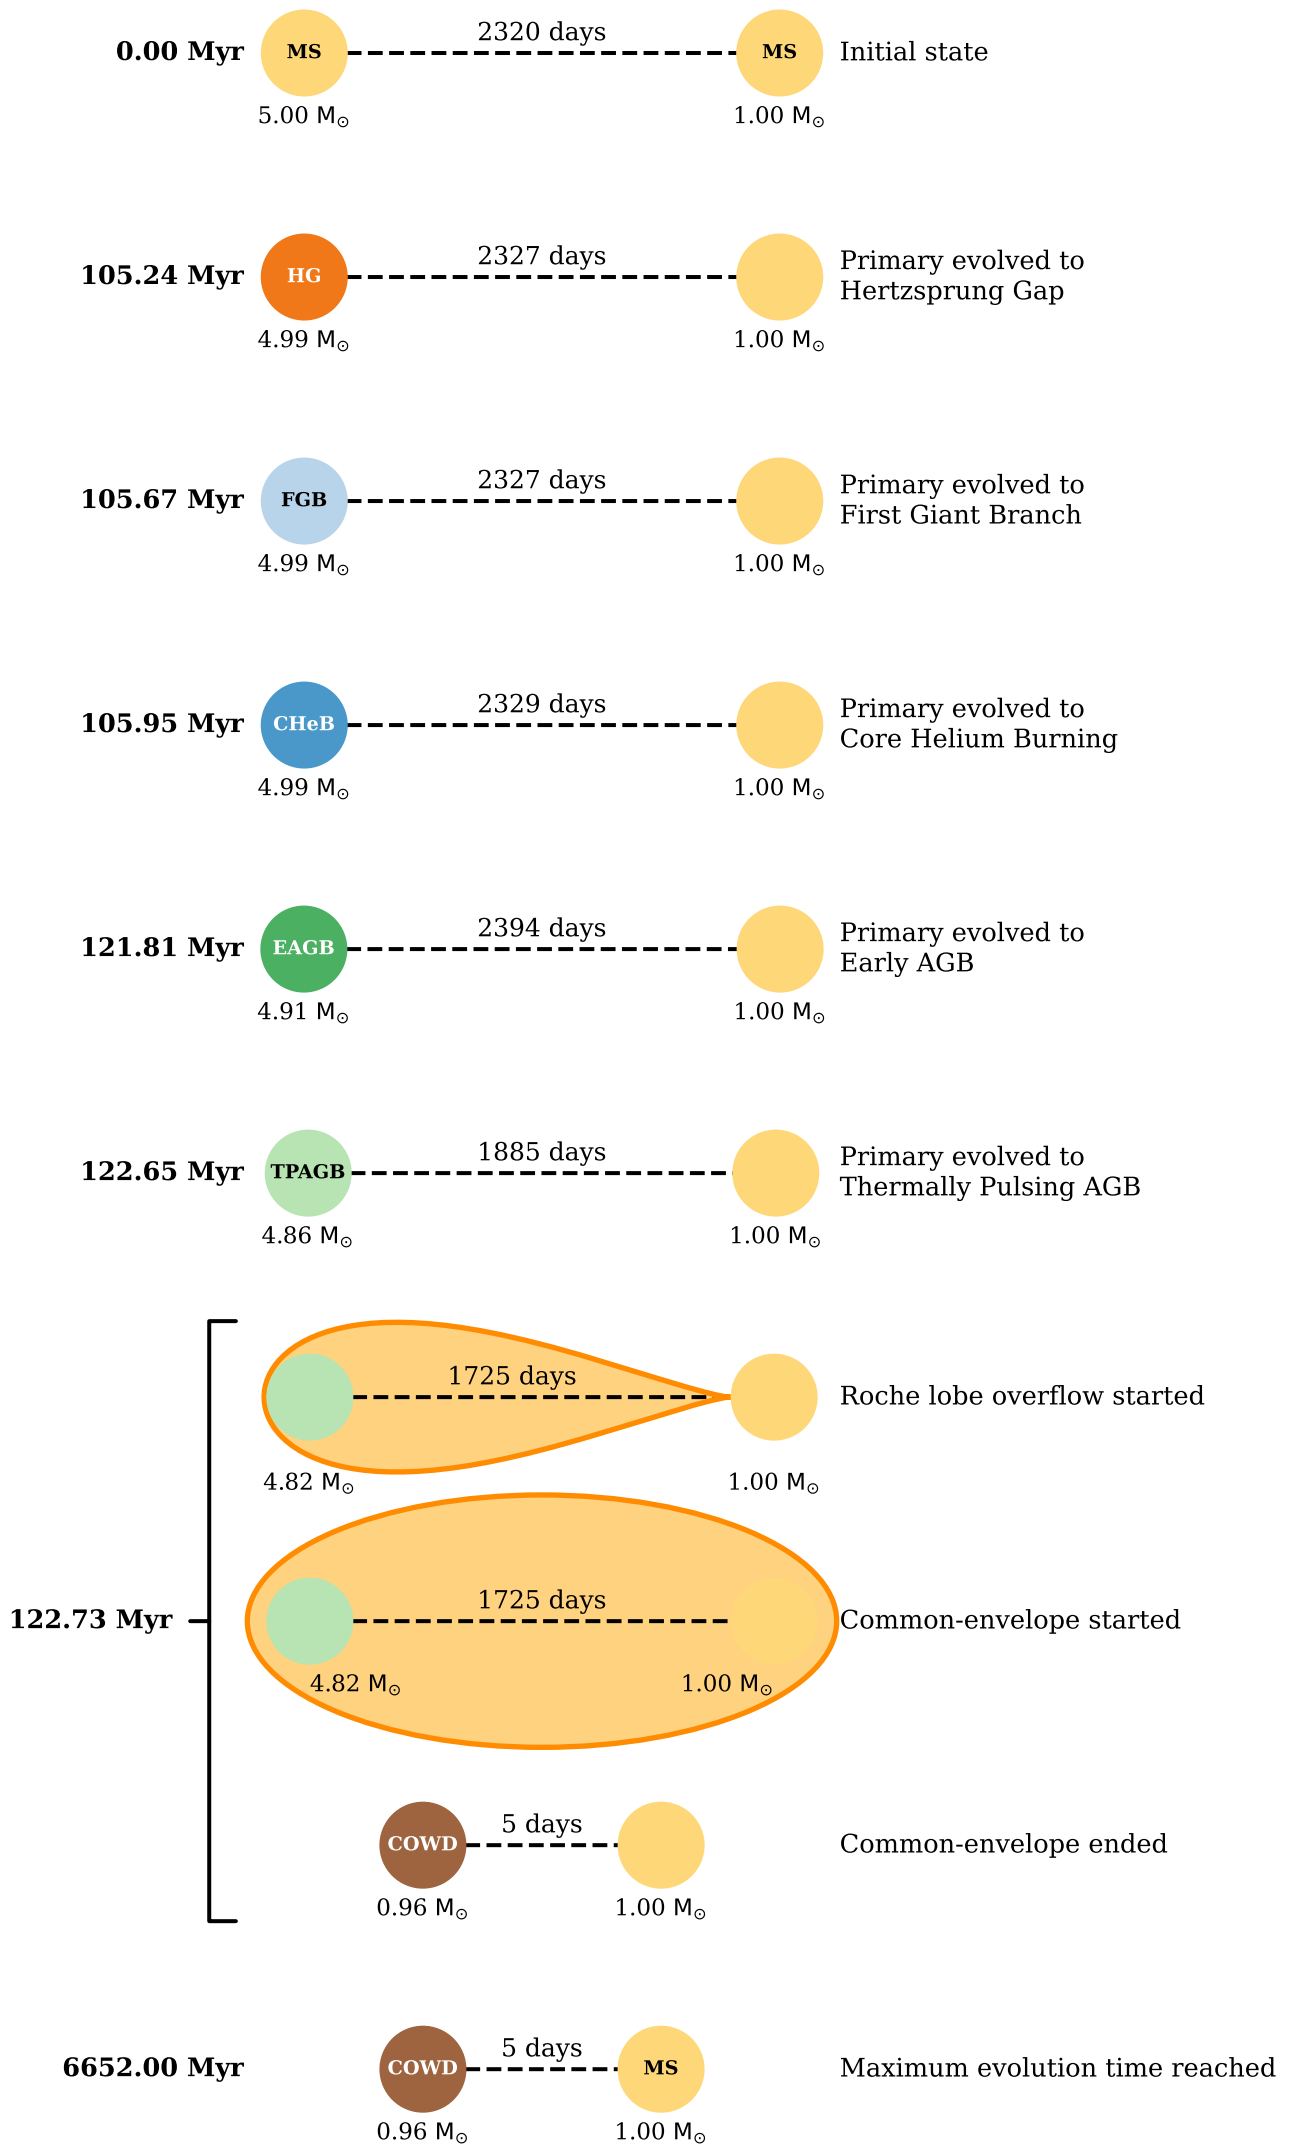 2320 days
0.00 Myr MS MS Initial state
5.00 M⊙ 1.00 M⊙
2327 days
105.24 Myr HG Primary evolved to
Hertzsprung Gap
4.99 M⊙ 1.00 M⊙
2327 days
105.67 Myr FGB Primary evolved to
First Giant Branch
4.99 M⊙ 1.00 M⊙
2329 days
105.95 Myr CHeB Primary evolved to
Core Helium Burning
4.99 M⊙ 1.00 M⊙
2394 days
121.81 Myr EAGB Primary evolved to
Early AGB
4.91 M⊙ 1.00 M⊙
1885 days
122.65 Myr TPAGB Primary evolved to
Thermally Pulsing AGB
4.86 M⊙ 1.00 M⊙
1725 days
Roche lobe overflow started
4.82 M⊙ 1.00 M⊙
1725 days
122.73 Myr Common-envelope started
4.82 M⊙ 1.00 M⊙
5 days
COWD Common-envelope ended
0.96 M⊙ 1.00 M⊙
5 days
6652.00 Myr COWD MS Maximum evolution time reached
0.96 M⊙ 1.00 M⊙